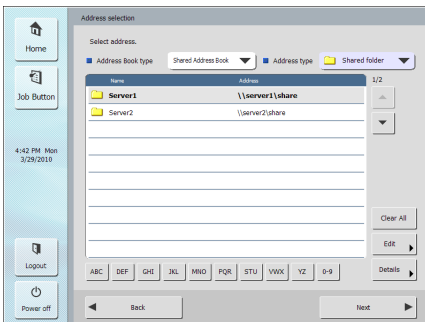 Address selection
Home
Select address.
Address Book type
Shared Address Book
Address type
Shared folder
Job Button
Name
Address
1/2
Server1
\\server1\share
Server2
\\server2\share
4:42 PM Mon
3/29/2010
Clear All
Edit
Logout
ABC
DEF
GHI
JKL
MNO
PQR
STU
VWX
YZ
0-9
Details
Power off
Back
Next